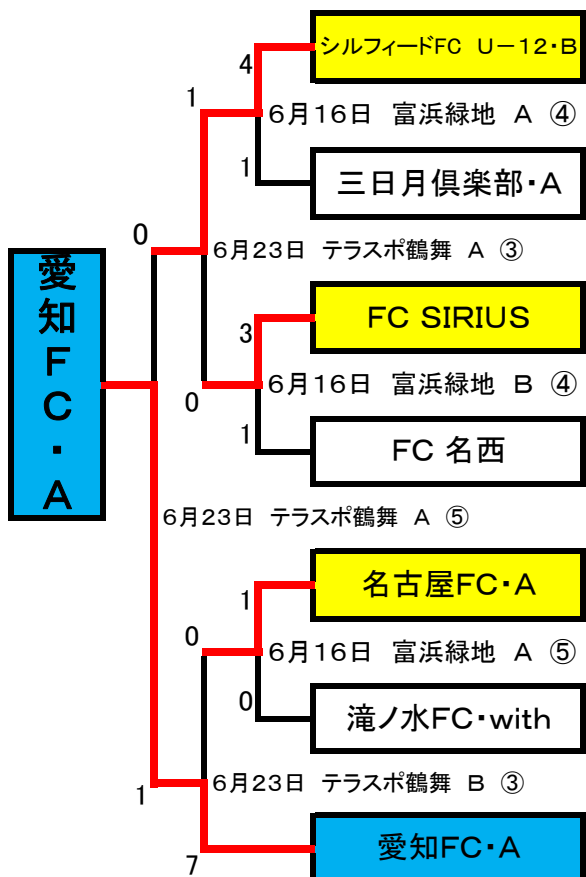 シルフィードFC U－12・B
4
1
6月16日 富浜緑地 A ④
1
三日月倶楽部・A
0
6月23日 テラスポ鶴舞 A ③
愛知FC・A
FC SIRIUS
3
6月16日 富浜緑地 B ④
0
1
FC 名西
6月23日 テラスポ鶴舞 A ⑤
名古屋FC・A
1
0
6月16日 富浜緑地 A ⑤
0
滝ノ水FC・with
6月23日 テラスポ鶴舞 B ③
1
愛知FC・A
7